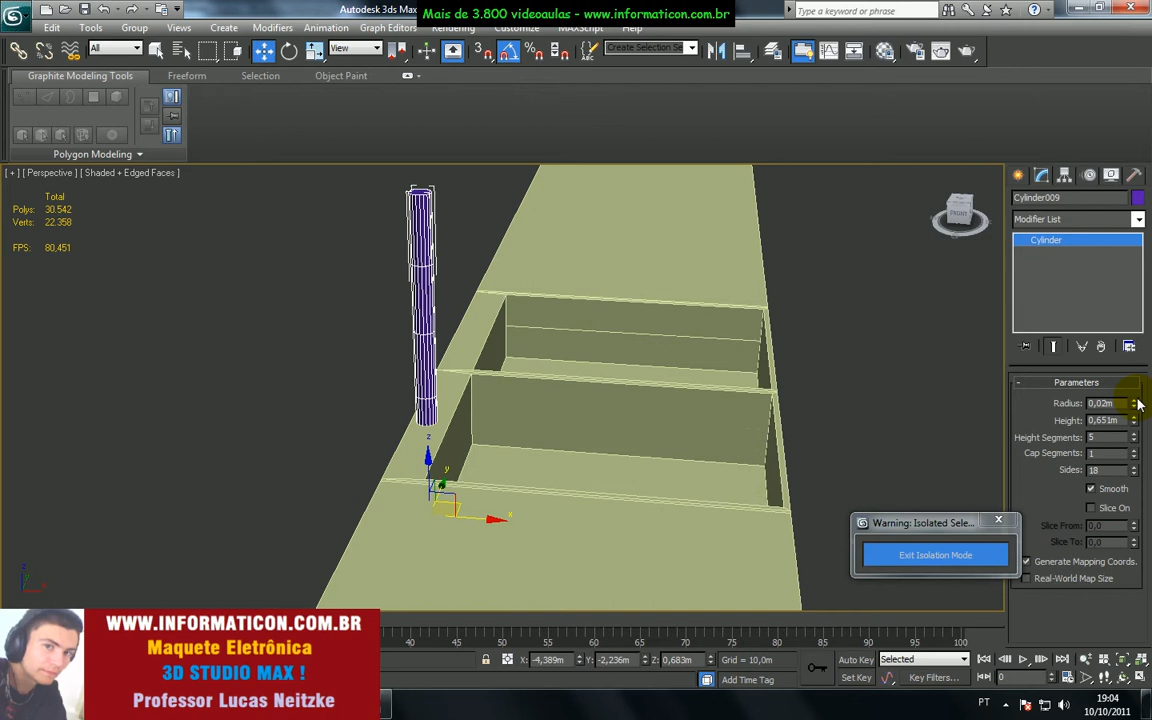 Autodesk 3ds Max
Mais de 3.800 videoaulas - www.informaticon.com.br
Type a keyword or phrase
Edit Tools Group Views Create Modifiers Animation Graph Editors Rendering MAXScript Help
All
View
Create Selection Se
Graphite Modeling Tools Freeform Selection Object Paint
Polygon Modeling
[ + ] [ Perspective ] [ Shaded + Edged Faces ]
Total
Polys: 30.542
Verts: 22.358
FPS: 80,451
FRONT
z
y
x
Cylinder009
Modifier List
Cylinder
Parameters
Radius: 0,02m
Height: 0,651m
Height Segments: 5
Cap Segments: 1
Sides: 18
Smooth
Slice On
Slice From: 0,0
Slice To: 0,0
Generate Mapping Coords.
Real-World Map Size
Warning: Isolated Sele...
Exit Isolation Mode
WWW.INFORMATICON.COM.BR
Maquete Eletrônica
3D STUDIO MAX !
Professor Lucas Neitzke
40 45 50 55 60 65 70 75 80 85 90 95 100
X: -4,389m Y: -2,236m Z: 0,683m Grid = 10,0m
Add Time Tag
Auto Key Selected
Set Key Key Filters...
0
PT
19:04
10/10/2011